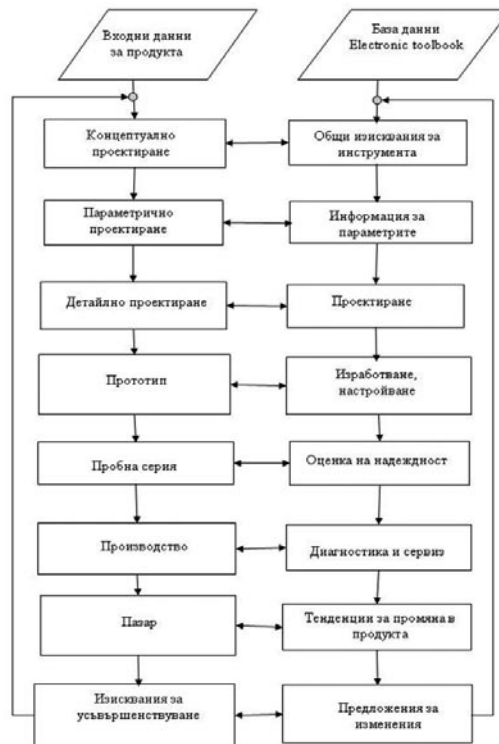 Входни данни
за продукта
База данни
Electronic toolbook
Концептуално
проектиране
Общи изисквания за
инструмента
Параметрично
проектиране
Информация за
параметрите
Детайлно проектиране
Проектиране
Прототип
Изработване,
настройване
Пробна серия
Оценка на надеждност
Производство
Диагностика и сервиз
Пазар
Тенденции за промяна в
продукта
Изисквания за
усъвършенствуване
Предложения за
изменения